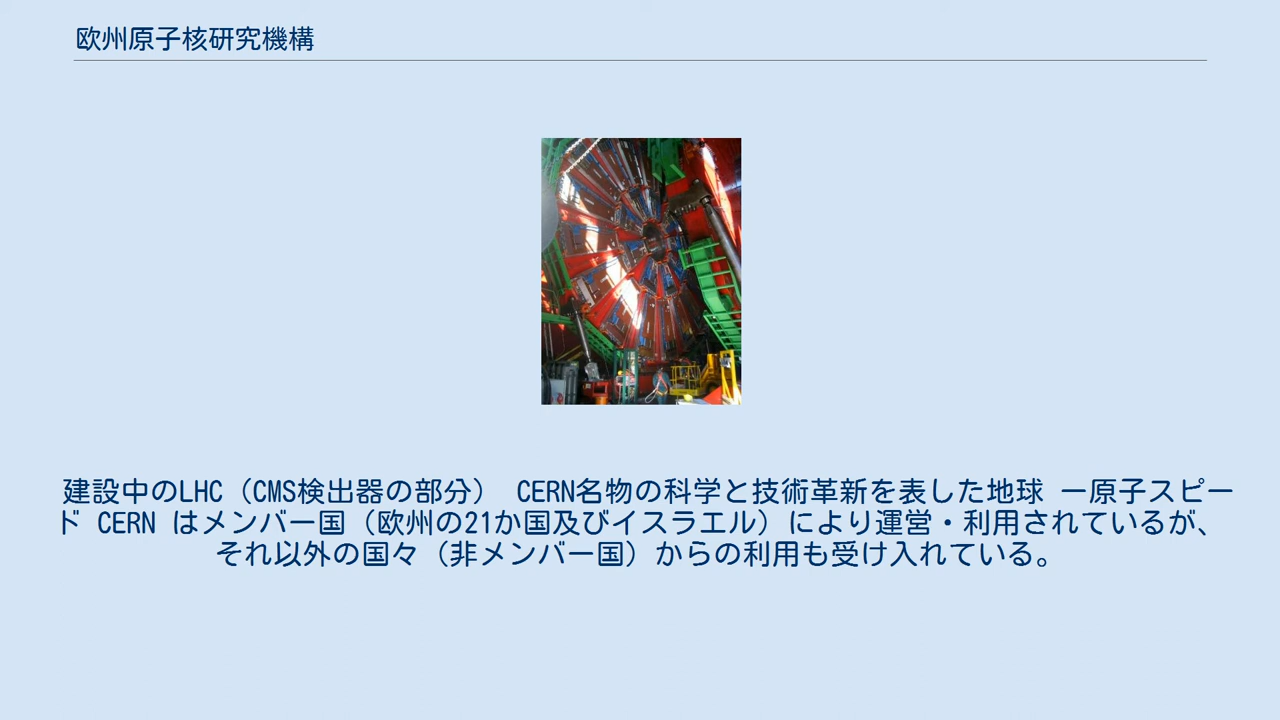 欧州原子核研究機構
建設中のLHC（CMS検出器の部分） CERN名物の科学と技術革新を表した地球 ー原子スピー
ド CERN はメンバー国（欧州の21か国及びイスラエル）により運営・利用されているが、
それ以外の国々（非メンバー国）からの利用も受け入れている。